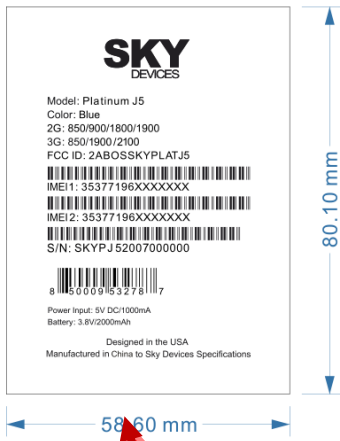 SKY
DEVICES
Model: Platinum J5
Color: Blue
2G: 850/900/1800/1900
3G: 850/1900/2100
FCC ID: 2ABOSSKYPLATJ5
IMEI1: 35377196XXXXXXX
IMEI2: 35377196XXXXXXX
S/N: SKYPJ52007000000
8 50009 53278 7
Power Input: 5V DC/1000mA
Battery: 3.8V/2000mAh
Designed in the USA
Manufactured in China to Sky Devices Specifications
80.10 mm
58.60 mm